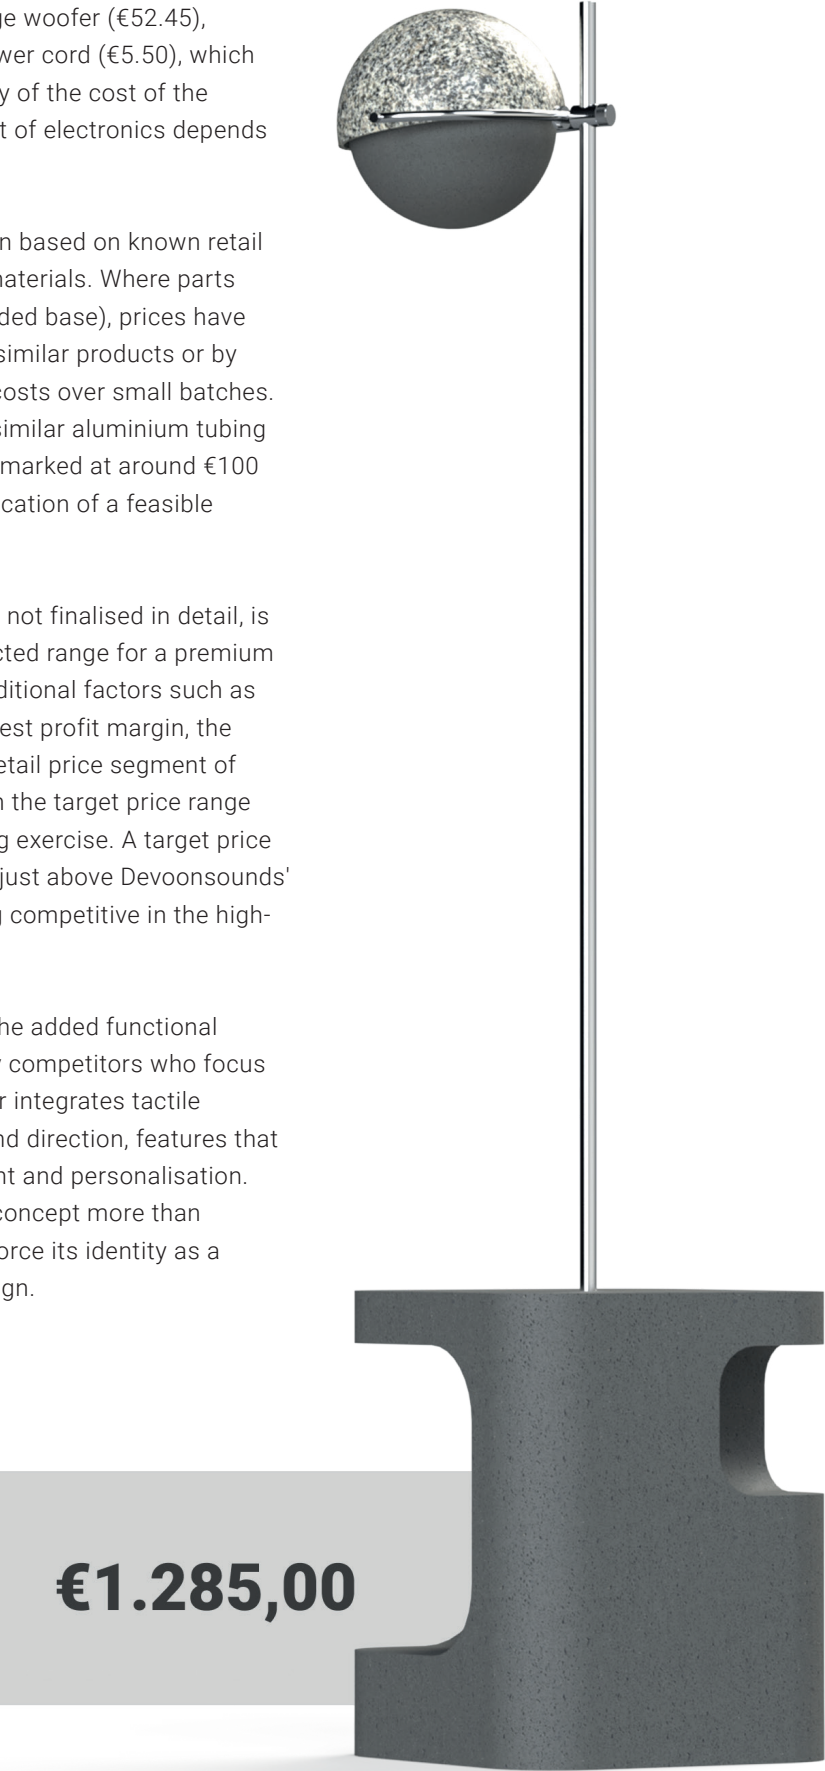 ge woofer (€52.45),
wer cord (€5.50), which
y of the cost of the
t of electronics depends
n based on known retail
naterials. Where parts
ded base), prices have
similar products or by
costs over small batches.
similar aluminium tubing
marked at around €100
cation of a feasible
not finalised in detail, is
cted range for a premium
ditional factors such as
est profit margin, the
etail price segment of
n the target price range
g exercise. A target price
just above Devoonsounds'
g competitive in the high-
he added functional
y competitors who focus
r integrates tactile
nd direction, features that
nt and personalisation.
concept more than
orce its identity as a
gn.
€1.285,00